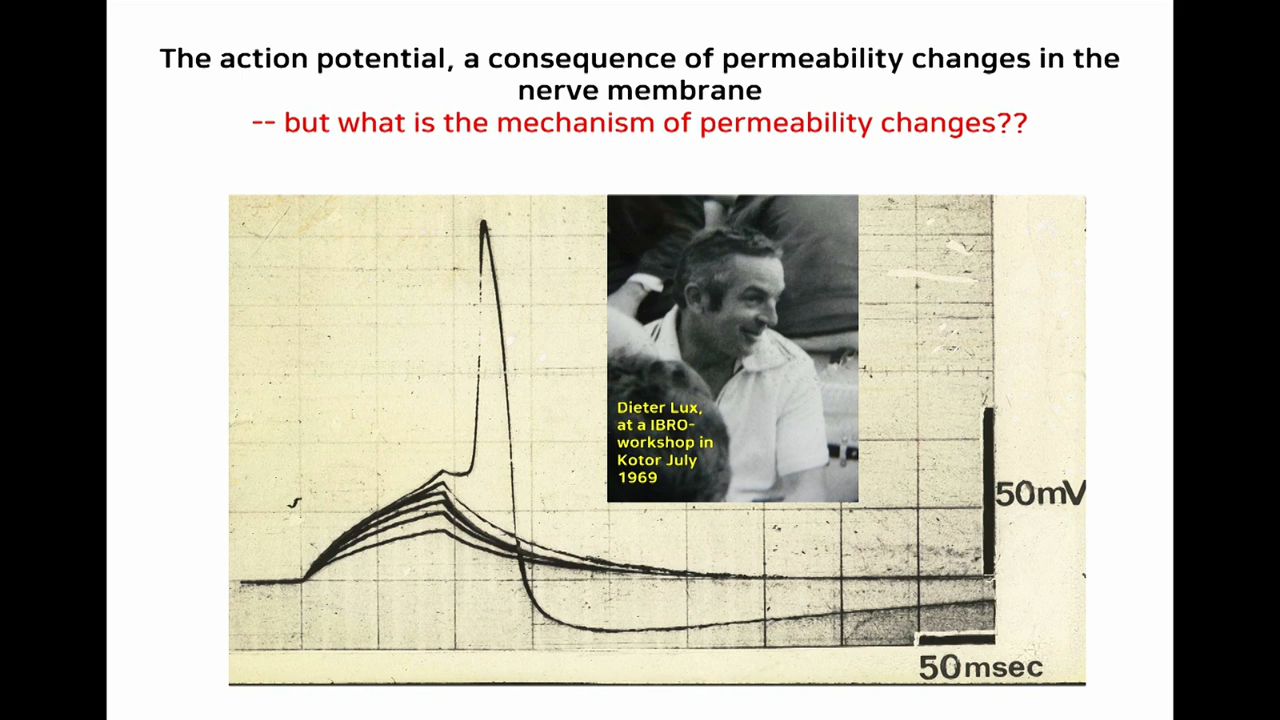 The action potential, a consequence of permeability changes in the
nerve membrane
-- but what is the mechanism of permeability changes??
Dieter Lux,
at a IBRO-
workshop in
Kotor July
1969
50mV
50msec